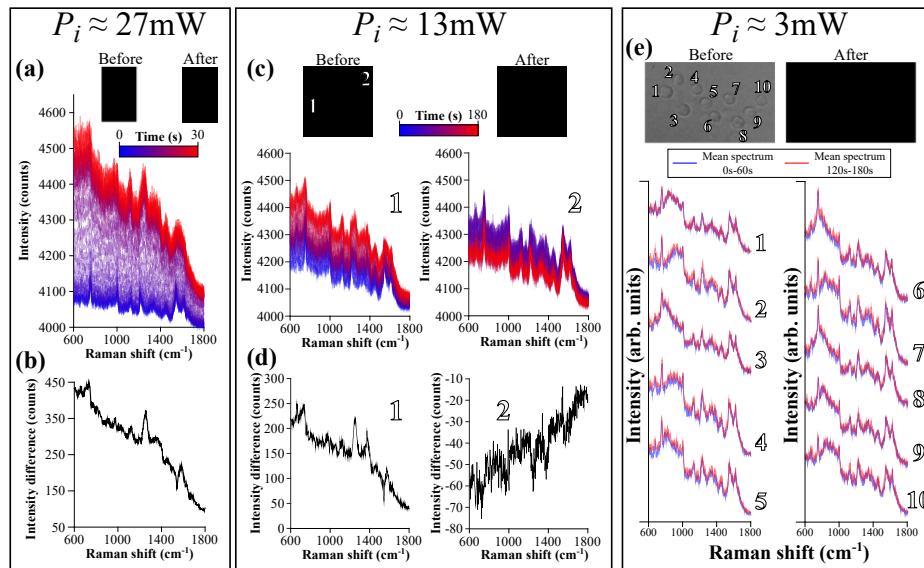 P_i ≈ 27mW
(a)
Before
After
0 30
Time (s)
4600
4500
4400
4300
4200
4100
4000
Intensity (counts)
600 1000 1400 1800
Raman shift (cm⁻¹)
(b)
450
350
250
150
50
Intensity difference (counts)
600 1000 1400 1800
Raman shift (cm⁻¹)
P_i ≈ 13mW
(c)
Before
After
1
2
0 180
Time (s)
4600
4500
4400
4300
4200
4100
4000
Intensity (counts)
1
600 1000 1400 1800
Raman shift (cm⁻¹)
4600
4500
4400
4300
4200
4100
4000
2
600 1000 1400 1800
Raman shift (cm⁻¹)
(d)
300
250
200
150
100
50
0
Intensity difference (counts)
1
600 1000 1400 1800
Raman shift (cm⁻¹)
-10
-20
-30
-40
-50
-60
-70
-80
Intensity difference (counts)
2
600 1000 1400 1800
Raman shift (cm⁻¹)
P_i ≈ 3mW
(e)
Before
After
1
2
3
4
5
6
7
8
9
10
Mean spectrum
0s-60s
Mean spectrum
120s-180s
Intensity (arb. units)
1
2
3
4
5
600 1000 1400 1800
Intensity (arb. units)
6
7
8
9
10
600 1000 1400 1800
Raman shift (cm⁻¹)